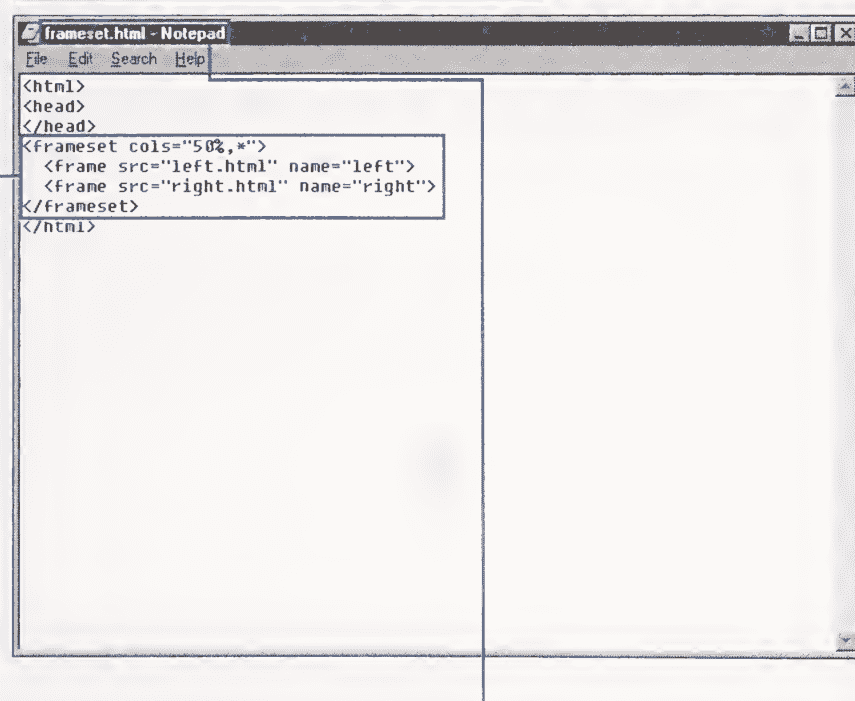 frameset.html - Notepad
File Edit Search Help
<html>
<head>
</head>
<frameset cols="50%,*">
  <frame src="left.html" name="left">
  <frame src="right.html" name="right">
</frameset>
</html>